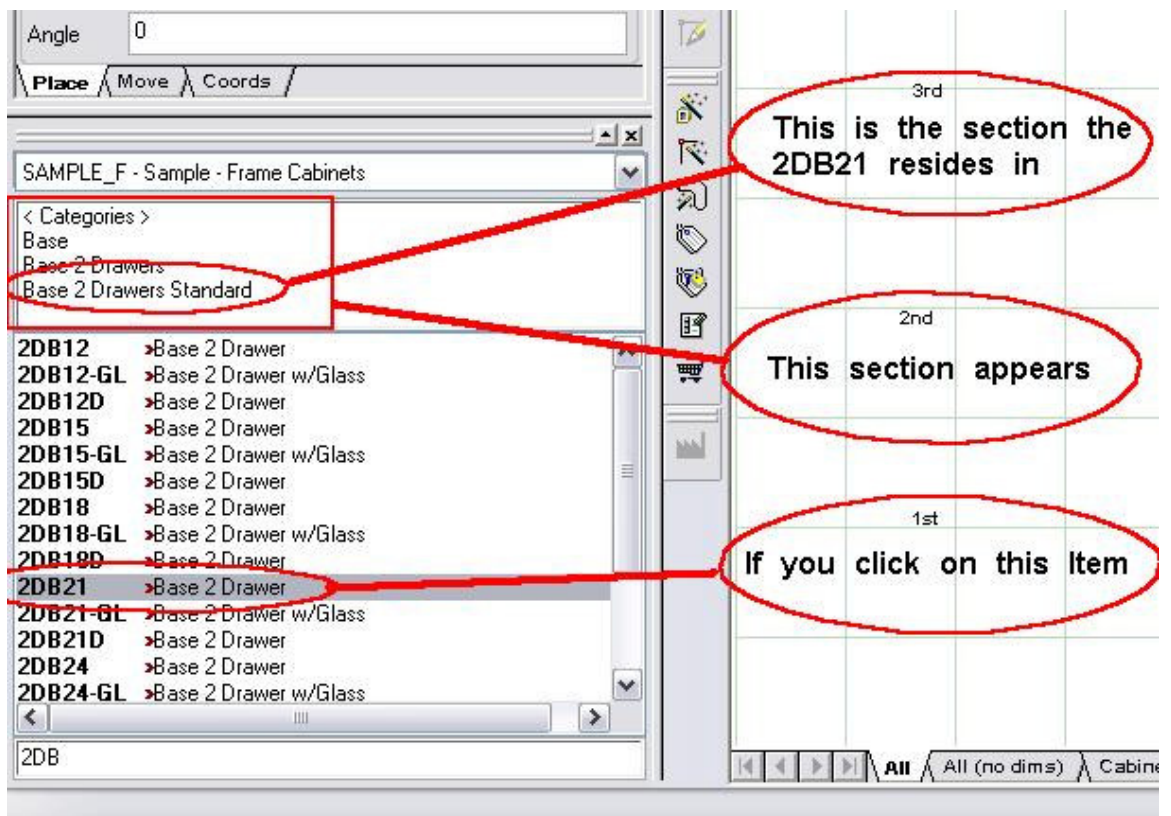 Angle 0
Place Move Coords
SAMPLE_F - Sample - Frame Cabinets
< Categories >
Base
Base 2 Drawers
Base 2 Drawers Standard
2DB12 »Base 2 Drawer
2DB12-GL »Base 2 Drawer w/Glass
2DB12D »Base 2 Drawer
2DB15 »Base 2 Drawer
2DB15-GL »Base 2 Drawer w/Glass
2DB15D »Base 2 Drawer
2DB18 »Base 2 Drawer
2DB18-GL »Base 2 Drawer w/Glass
2DB18D »Base 2 Drawer
2DB21 »Base 2 Drawer
2DB21-GL »Base 2 Drawer w/Glass
2DB21D »Base 2 Drawer
2DB24 »Base 2 Drawer
2DB24-GL »Base 2 Drawer w/Glass
2DB
3rd
This is the section the
2DB21 resides in
2nd
This section appears
1st
If you click on this Item
All All (no dims) Cabine